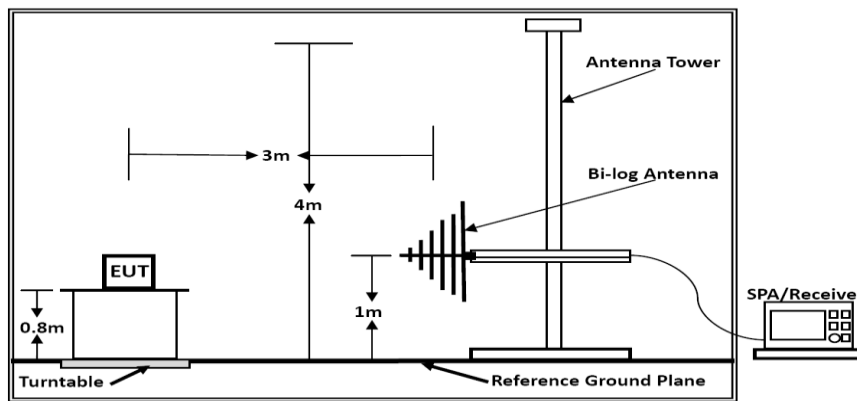 Antenna Tower
3m
Bi-log Antenna
4m
EUT
SPA/Receive
0.8m
1m
Turntable
Reference Ground Plane